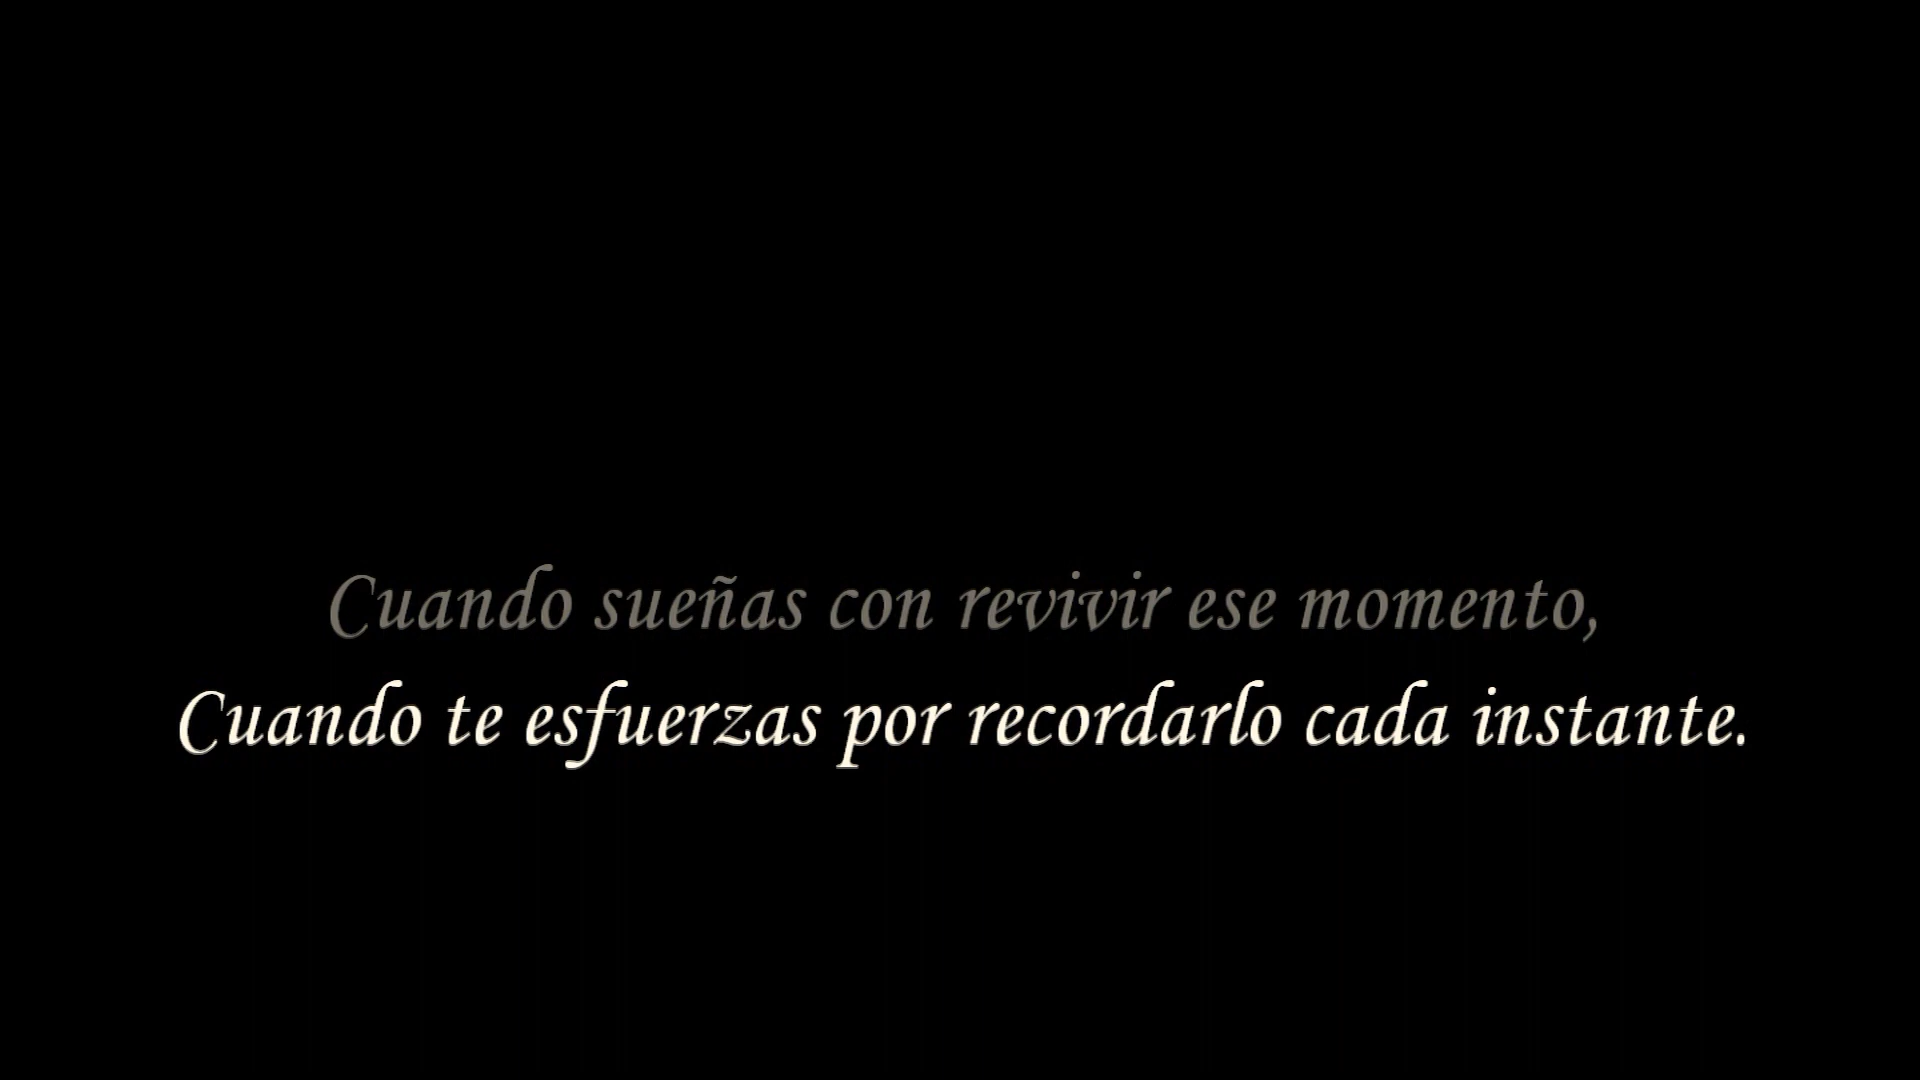 Cuando sueñas con revivir ese momento,
Cuando te esfuerzas por recordarlo cada instante.